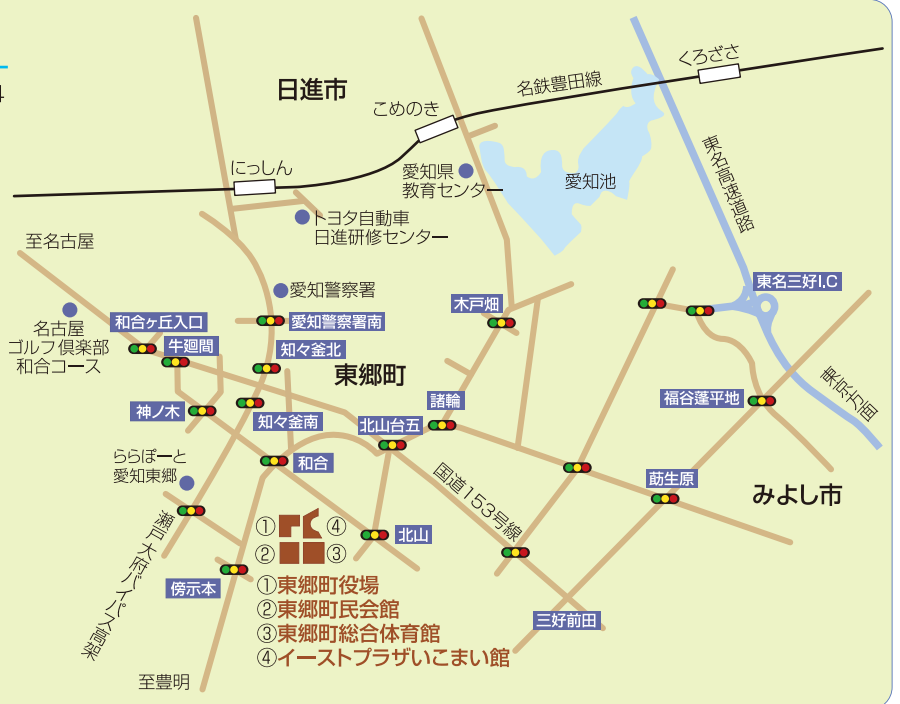 4
日進市
くろざさ
名鉄豊田線
こめのき
東名高速道路
にっしん
愛知県
教育センター
愛知池
トヨタ自動車
日進研修センター
至名古屋
東名三好I.C
愛知警察署
木戸畑
名古屋
ゴルフ倶楽部
和合コース
和合ヶ丘入口
愛知警察署南
牛廻間
知々釜北
東郷町
東京方面
福谷蓬平地
諸輪
神ノ木
知々釜南
北山台五
ららぽーと
愛知東郷
和合
国道153号線
莇生原
みよし市
瀬戸大府バイパス高架
北山
①
④
②
③
傍示本
①東郷町役場
②東郷町民会館
③東郷町総合体育館
④イーストプラザいこまい館
三好前田
至豊明